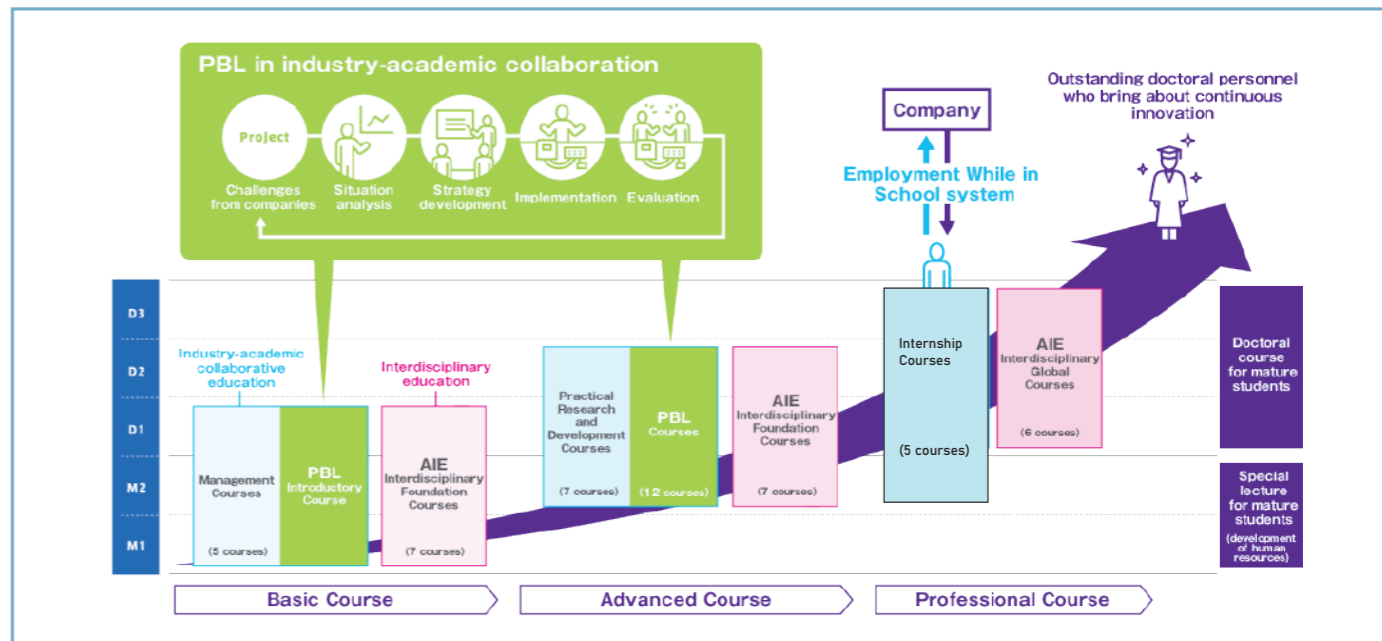 PBL in industry-academic collaboration
Project
Challenges
from companies
Situation
analysis
Strategy
development
Implementation
Evaluation
Company
Employment While in
School system
Outstanding doctoral personnel
who bring about continuous
innovation
D3
D2
D1
M2
M1
Industry-academic
collaborative
education
Management
Courses
(5 courses)
PBL
Introductory
Course
Interdisciplinary
education
AIE
Interdisciplinary
Foundation
Courses
(7 courses)
Practical
Research
and
Development
Courses
(7 courses)
PBL
Courses
(12 courses)
AIE
Interdisciplinary
Foundation
Courses
(7 courses)
Internship
Courses
(5 courses)
AIE
Interdisciplinary
Global
Courses
(6 courses)
Doctoral
course
for mature
students
Special
lecture
for mature
students
(development
of human
resources)
Basic Course
Advanced Course
Professional Course